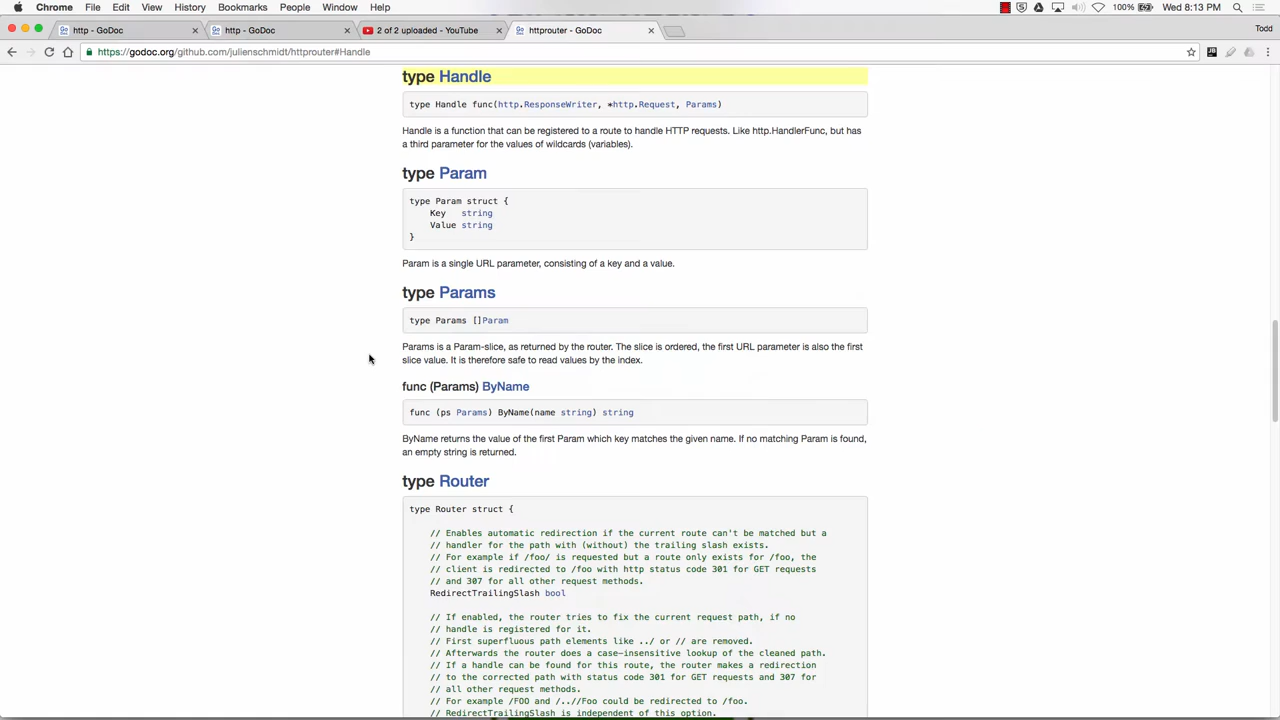 Chrome File Edit View History Bookmarks People Window Help 100% Wed 8:13 PM
http - GoDoc http - GoDoc 2 of 2 uploaded - YouTube httprouter - GoDoc Todd
https://godoc.org/github.com/julienschmidt/httprouter#Handle
type Handle
type Handle func(http.ResponseWriter, *http.Request, Params)
Handle is a function that can be registered to a route to handle HTTP requests. Like http.HandlerFunc, but has
a third parameter for the values of wildcards (variables).
type Param
type Param struct {
Key string
Value string
}
Param is a single URL parameter, consisting of a key and a value.
type Params
type Params []Param
Params is a Param-slice, as returned by the router. The slice is ordered, the first URL parameter is also the first
slice value. It is therefore safe to read values by the index.
func (Params) ByName
func (ps Params) ByName(name string) string
ByName returns the value of the first Param which key matches the given name. If no matching Param is found,
an empty string is returned.
type Router
type Router struct {
// Enables automatic redirection if the current route can't be matched but a
// handler for the path with (without) the trailing slash exists.
// For example if /foo/ is requested but a route only exists for /foo, the
// client is redirected to /foo with http status code 301 for GET requests
// and 307 for all other request methods.
RedirectTrailingSlash bool
// If enabled, the router tries to fix the current request path, if no
// handle is registered for it.
// First superfluous path elements like ../ or // are removed.
// Afterwards the router does a case-insensitive lookup of the cleaned path.
// If a handle can be found for this route, the router makes a redirection
// to the corrected path with status code 301 for GET requests and 307 for
// all other request methods.
// For example /FOO and /..//Foo could be redirected to /foo.
// RedirectTrailingSlash is independent of this option.